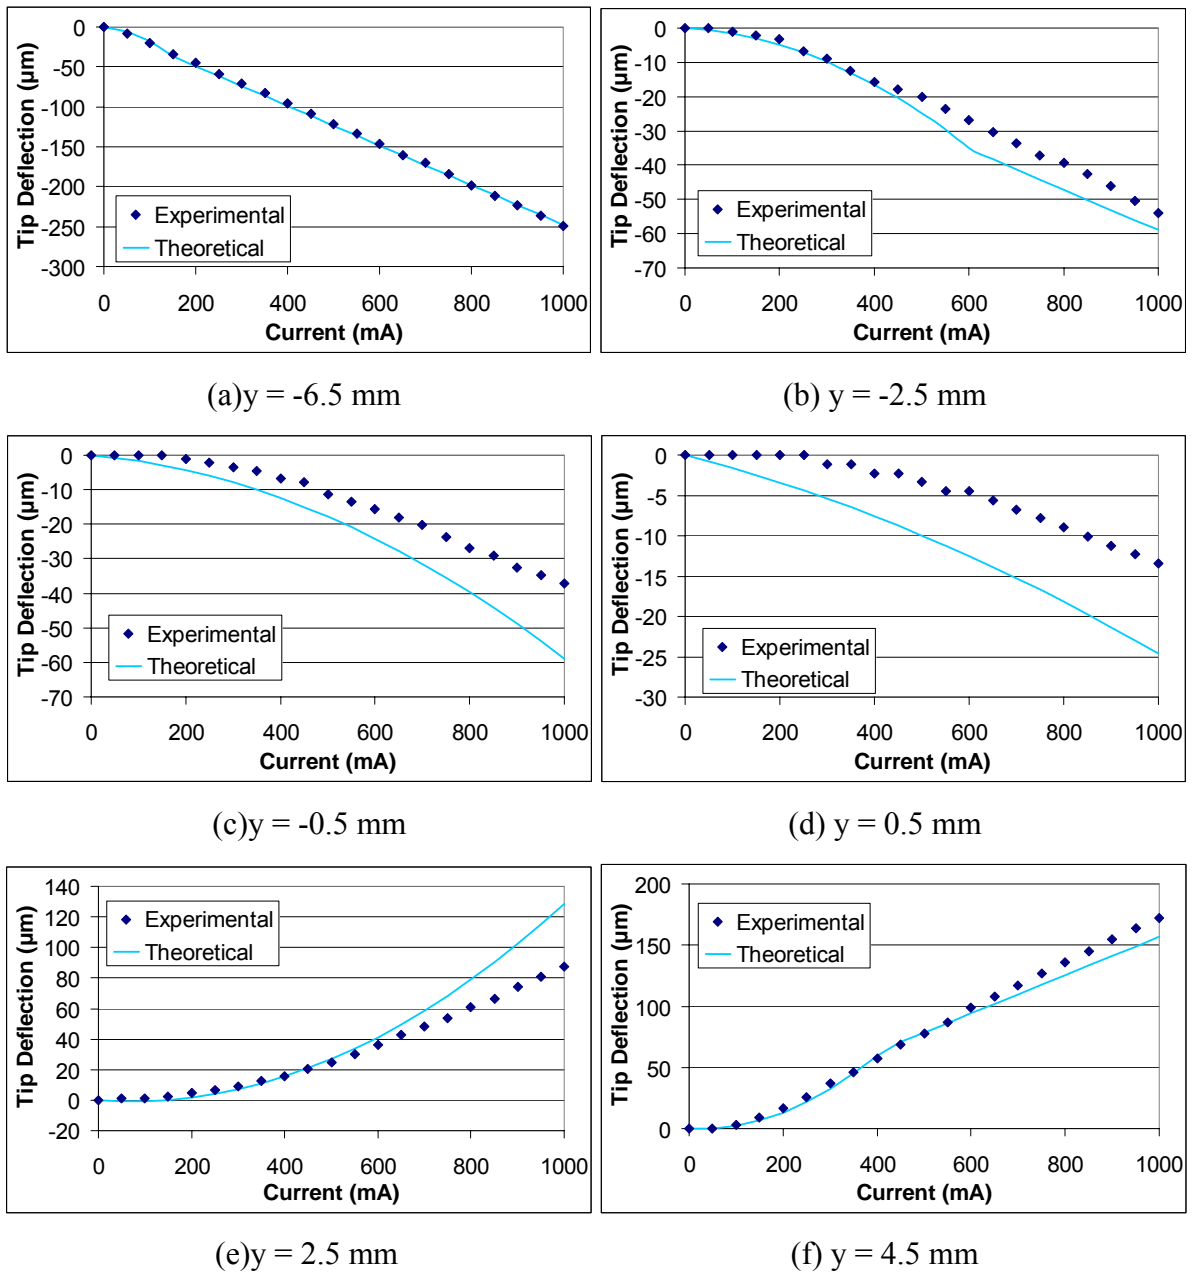 0
-50
-100
-150
-200
-250
-300
Tip Deflection (µm)
Experimental
Theoretical
0 200 400 600 800 1000
Current (mA)
(a)y = -6.5 mm
0
-10
-20
-30
-40
-50
-60
-70
Tip Deflection (µm)
Experimental
Theoretical
0 200 400 600 800 1000
Current (mA)
(b) y = -2.5 mm
0
-10
-20
-30
-40
-50
-60
-70
Tip Deflection (µm)
Experimental
Theoretical
0 200 400 600 800 1000
Current (mA)
(c)y = -0.5 mm
0
-5
-10
-15
-20
-25
-30
Tip Deflection (µm)
Experimental
Theoretical
0 200 400 600 800 1000
Current (mA)
(d) y = 0.5 mm
140
120
100
80
60
40
20
0
-20
Tip Deflection (µm)
Experimental
Theoretical
0 200 400 600 800 1000
Current (mA)
(e)y = 2.5 mm
200
150
100
50
0
Tip Deflection (µm)
Experimental
Theoretical
0 200 400 600 800 1000
Current (mA)
(f) y = 4.5 mm